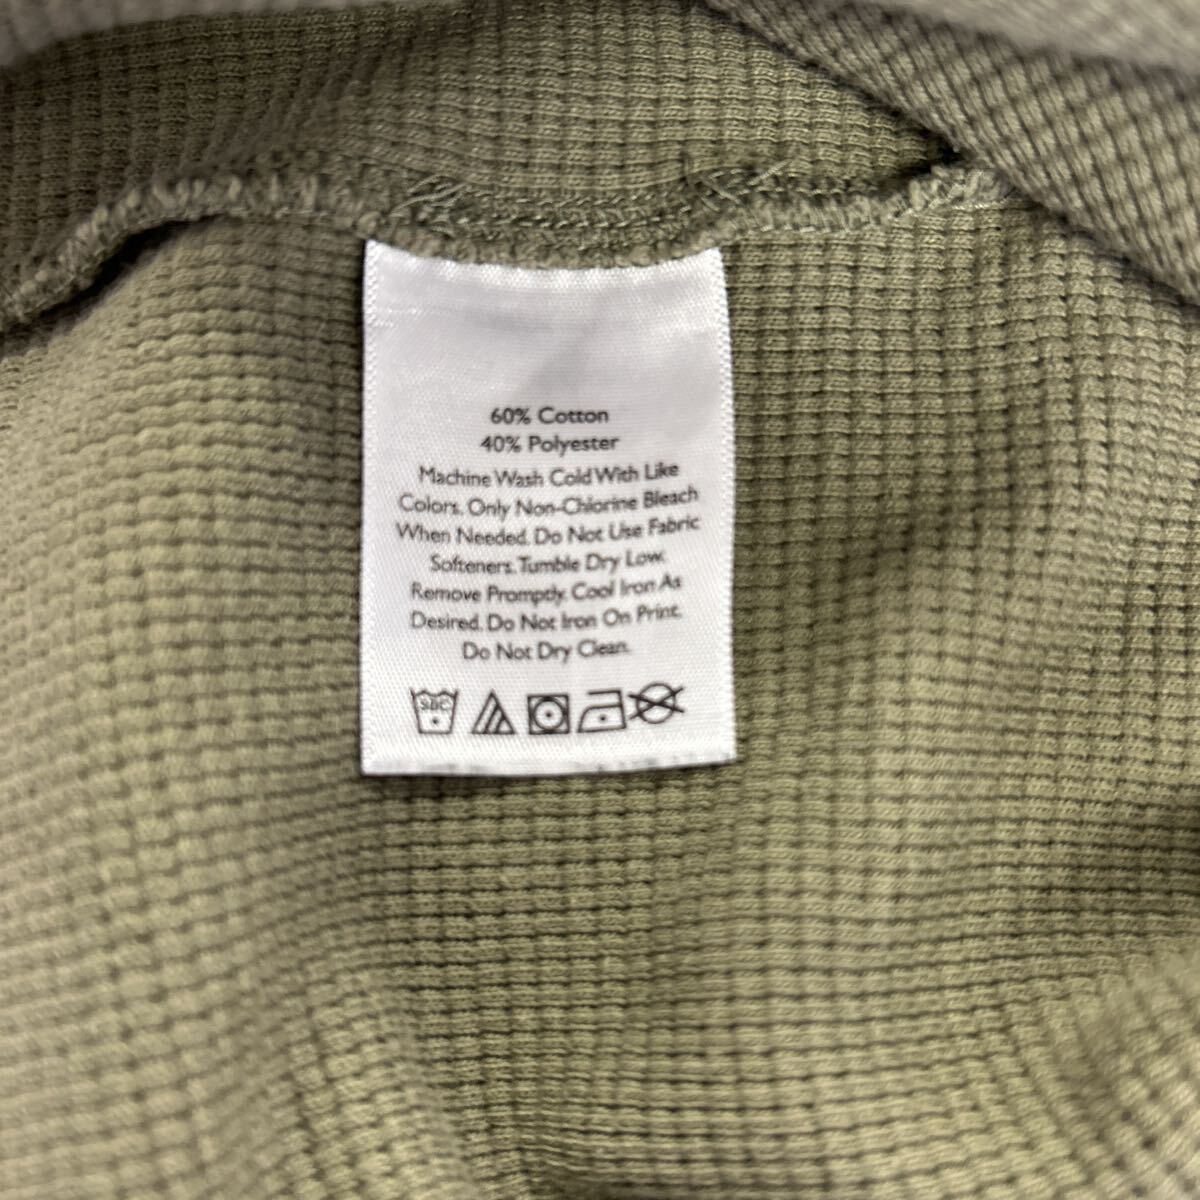 60% Cotton
40% Polyester
Machine Wash Cold With Like
Colors. Only Non-Chlorine Bleach
When Needed. Do Not Use Fabric
Softeners. Tumble Dry Low.
Remove Promptly. Cool Iron As
Desired. Do Not Iron On Print.
Do Not Dry Clean.